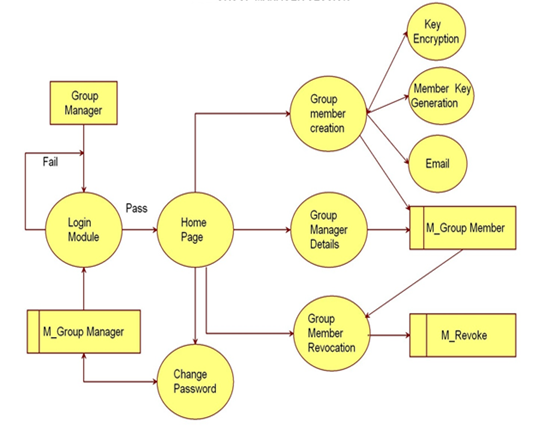 Key
Encryption
Group
member
creation
Member Key
Generation
Group
Manager
Fail
Email
Pass
Login
Module
Home
Page
Group
Manager
Details
M_Group Member
M_Group Manager
Group
Member
Revocation
M_Revoke
Change
Password